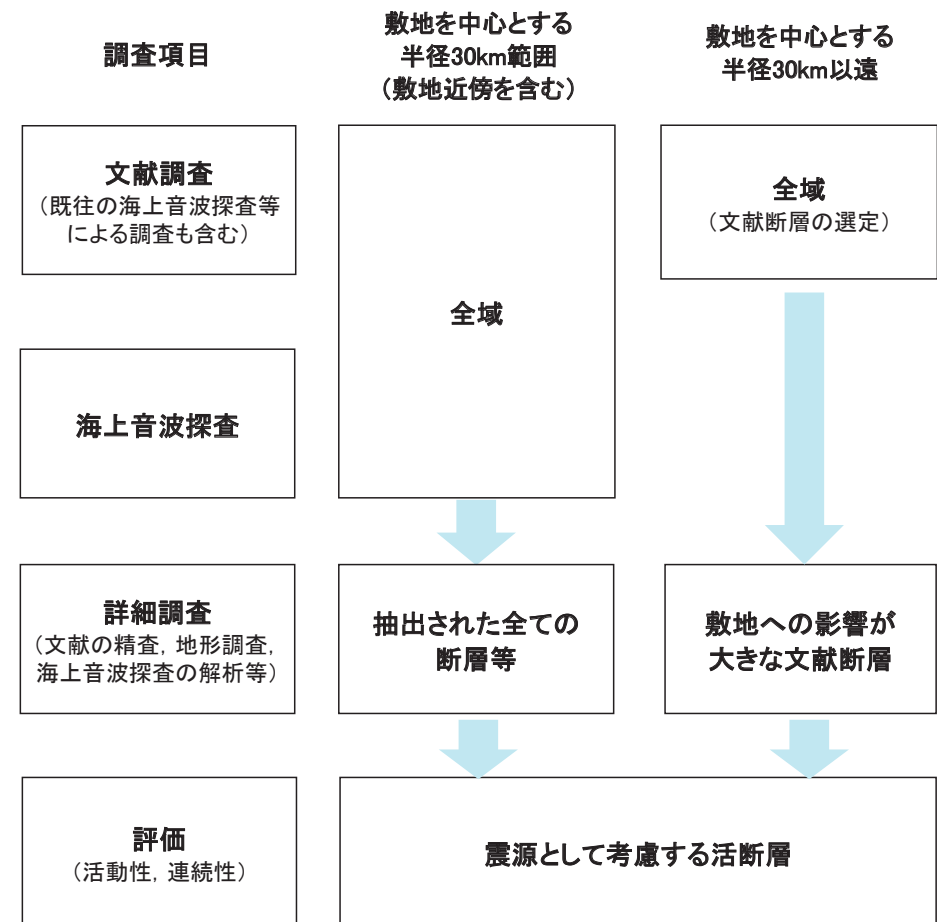 調査項目
敷地を中心とする
半径30km範囲
（敷地近傍を含む）
敷地を中心とする
半径30km以遠
文献調査
（既往の海上音波探査等
による調査も含む）
全域
全域
（文献断層の選定）
海上音波探査
詳細調査
（文献の精査，地形調査，
海上音波探査の解析等）
抽出された全ての
断層等
敷地への影響が
大きな文献断層
評価
（活動性，連続性）
震源として考慮する活断層